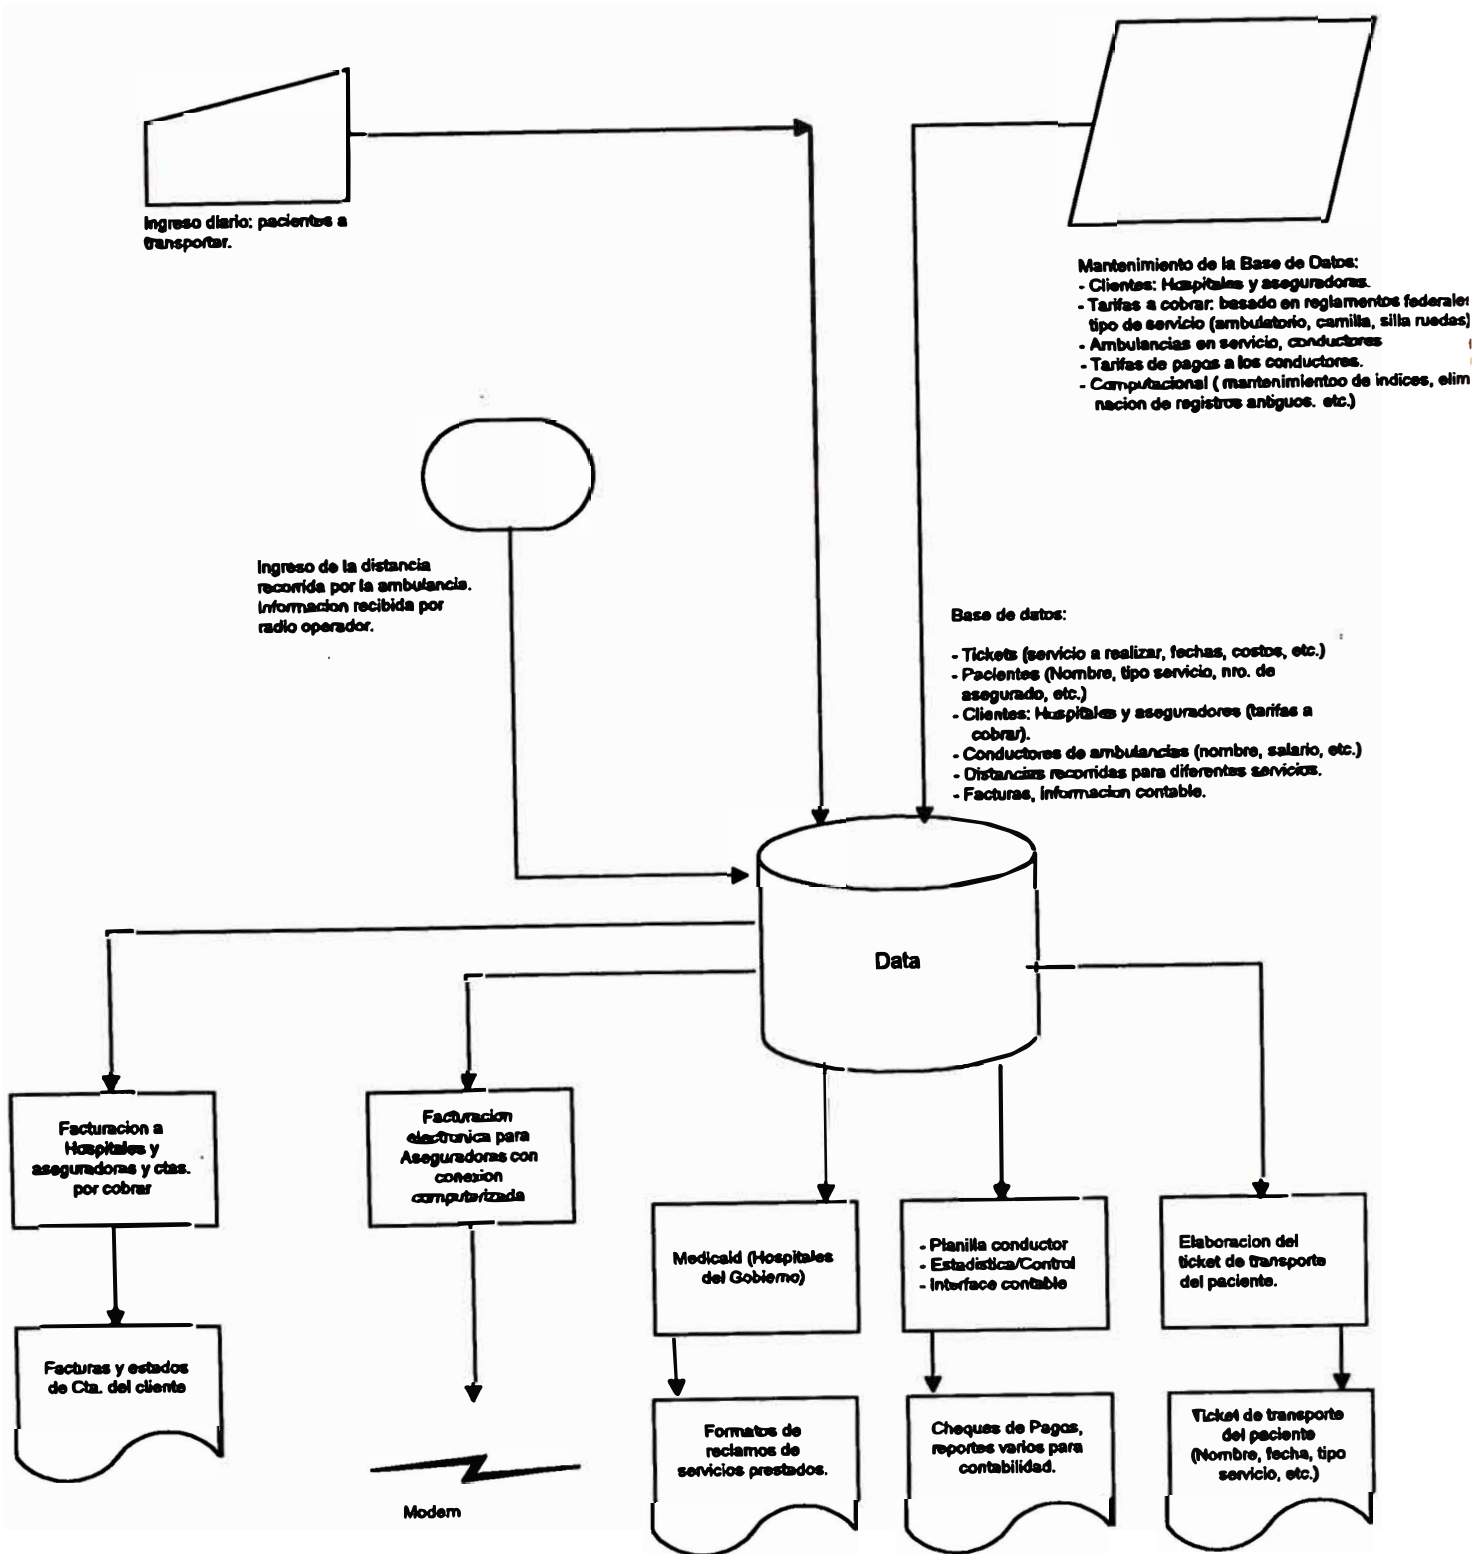 Ingreso diario: pacientes a
transportar.
Mantenimiento de la Base de Datos:
- Clientes: Hospitales y aseguradoras.
- Tarifas a cobrar: basado en reglamentos federales
tipo de servicio (ambulatorio, camilla, silla ruedas)
- Ambulancias en servicio, conductores
- Tarifas de pagos a los conductores.
- Computacional ( mantenimientoo de indices, elim
nacion de registros antiguos. etc.)
Ingreso de la distancia
recorrida por la ambulancia.
Informacion recibida por
radio operador.
Base de datos:
- Tickets (servicio a realizar, fechas, costos, etc.)
- Pacientes (Nombre, tipo servicio, nro. de
asegurado, etc.)
- Clientes: Hospitales y aseguradores (tarifas a
cobrar).
- Conductores de ambulancias (nombre, salario, etc.)
- Distancias recorridas para diferentes servicios.
- Facturas, informacion contable.
Data
Facturacion a
Hospitales y
aseguradoras y ctas.
por cobrar
Facturacion
electronica para
Aseguradoras con
conexion
computarizada
Medicaid (Hospitales
del Gobierno)
- Planilla conductor
- Estadistica/Control
- Interface contable
Elaboracion del
ticket de transporte
del paciente.
Facturas y estados
de Cta. del cliente
Modem
Formatos de
reclamos de
servicios prestados.
Cheques de Pagos,
reportes varios para
contabilidad.
Ticket de transporte
del paciente
(Nombre, fecha, tipo
servicio, etc.)